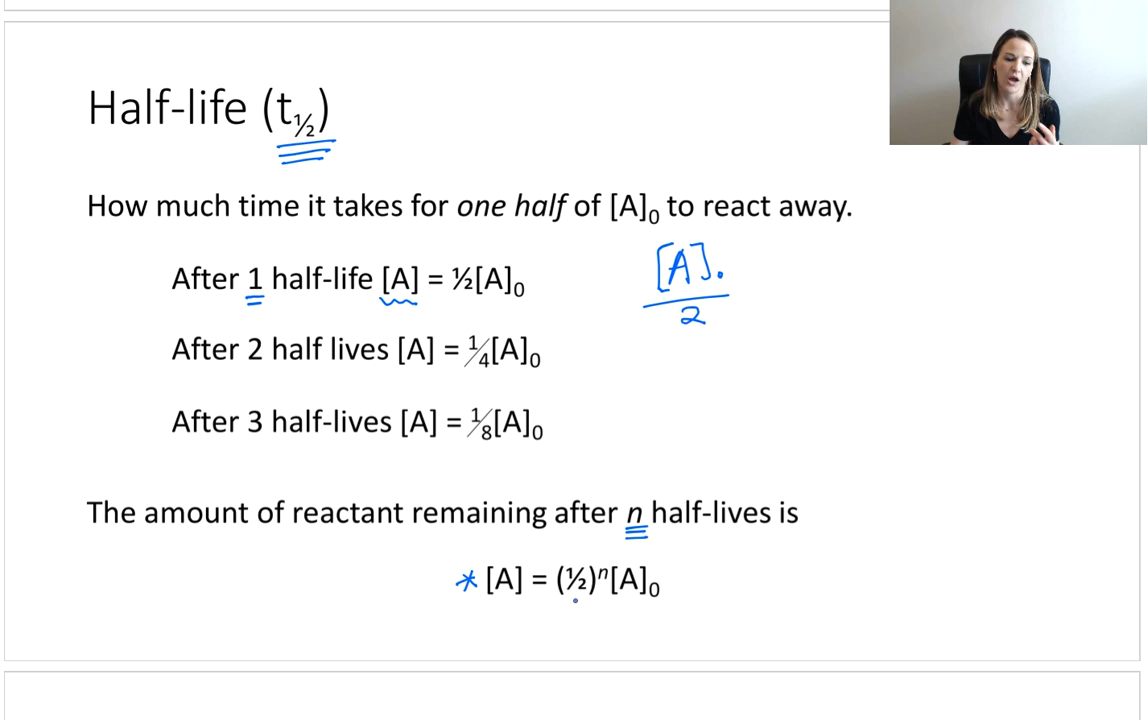 Half-life (t½)
How much time it takes for one half of [A]₀ to react away.
After 1 half-life [A] = ½[A]₀
[A]₀
2
After 2 half lives [A] = ¼[A]₀
After 3 half-lives [A] = ⅛[A]₀
The amount of reactant remaining after n half-lives is
* [A] = (½)ⁿ[A]₀